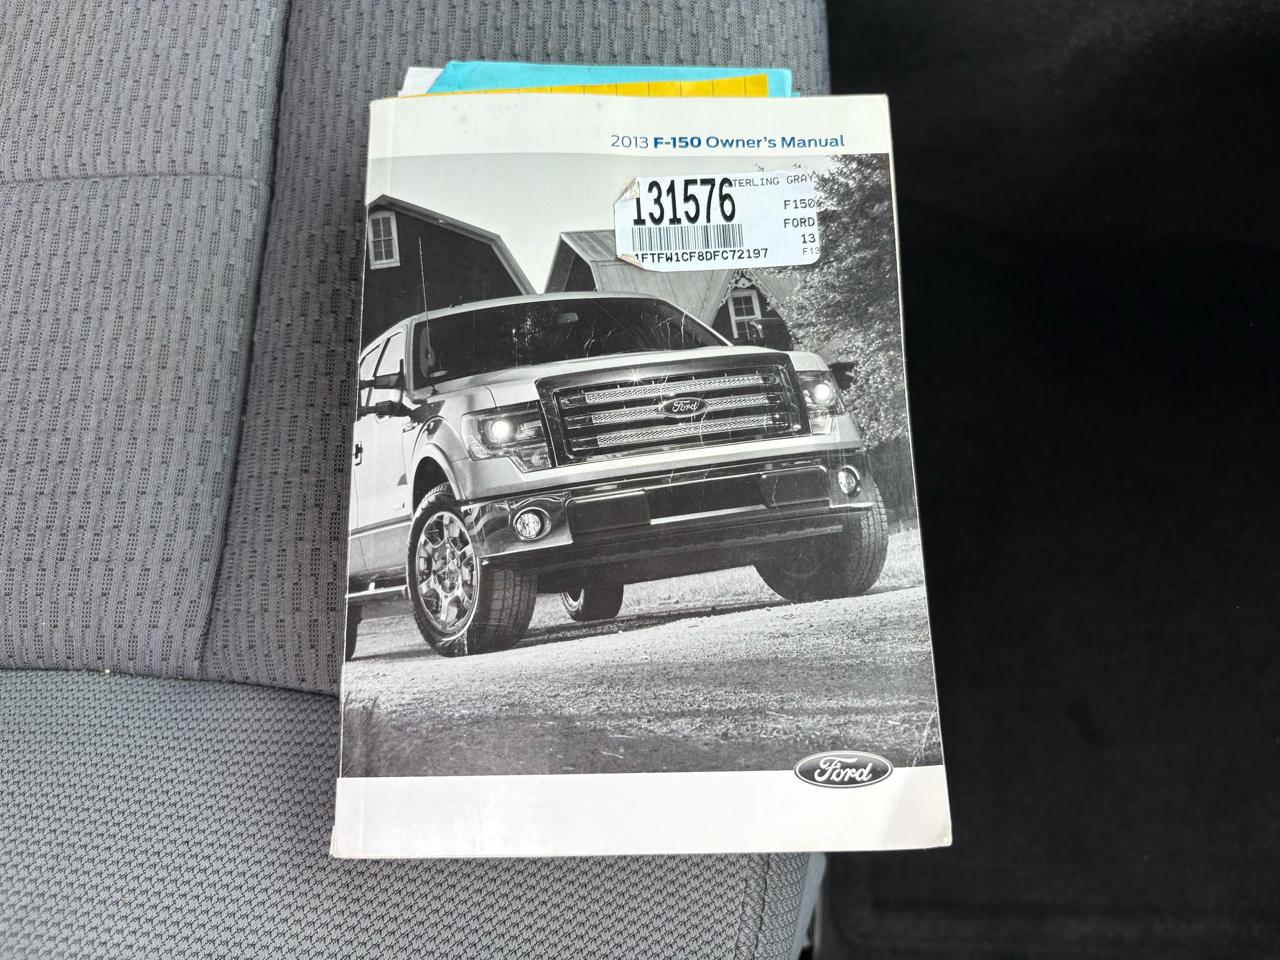 2013 F-150 Owner's Manual
131576
TERLING GRAY
F150
FORD
13
1FTFW1CF8DFC72197
Ford
Ford